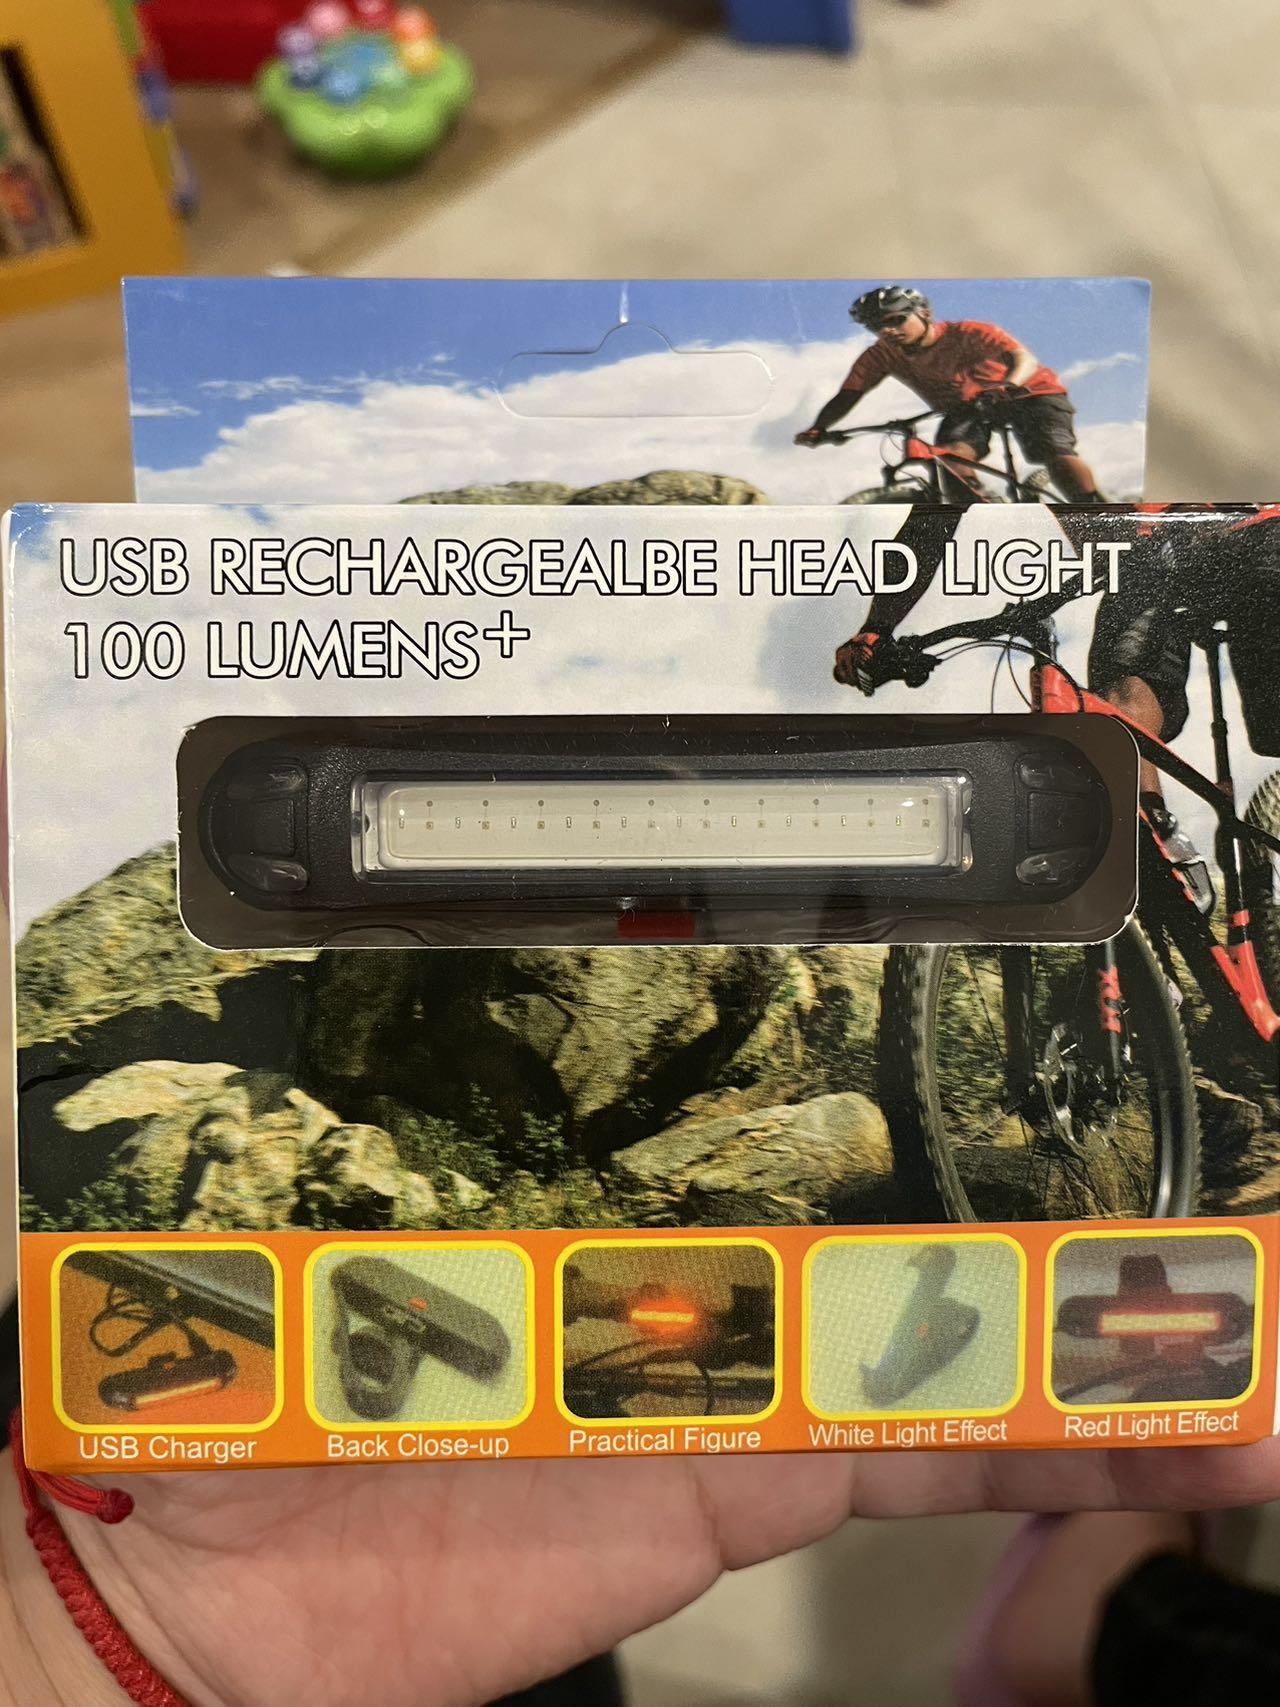 USB RECHARGEALBE HEAD LIGHT
100 LUMENS+
USB Charger
Back Close-up
Practical Figure
White Light Effect
Red Light Effect